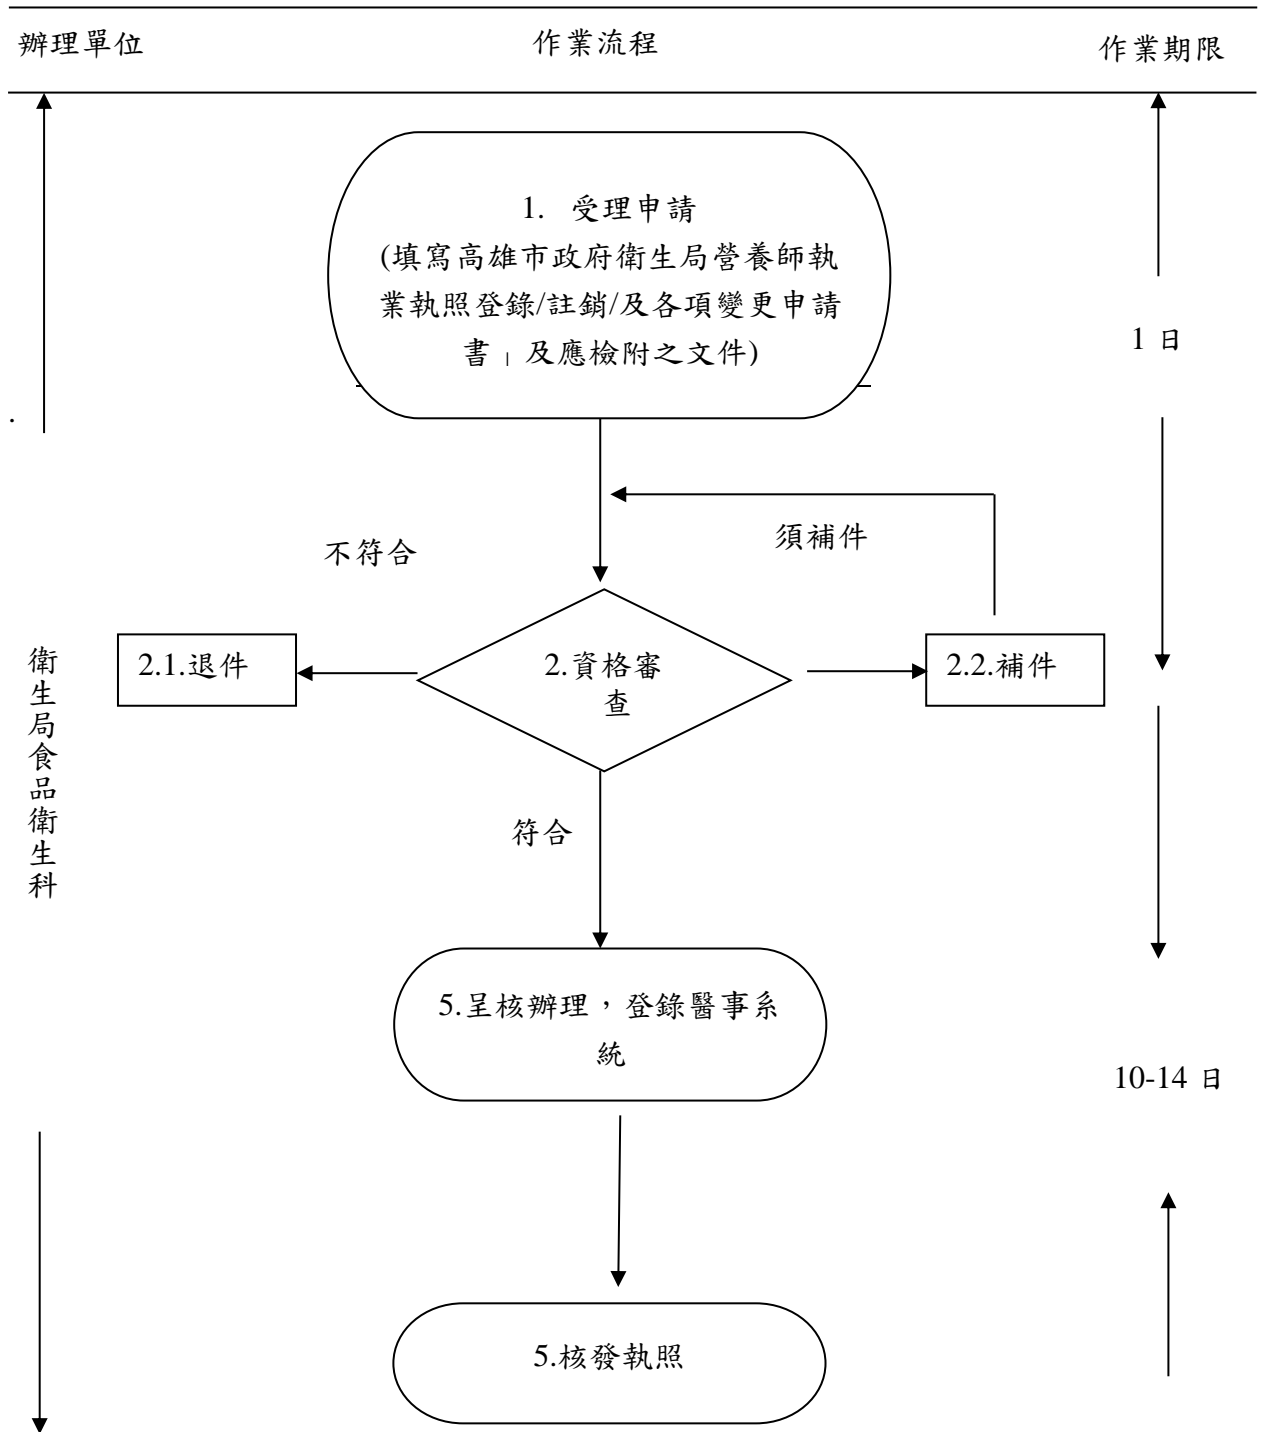 辦理單位
作業流程
作業期限
1. 受理申請
(填寫高雄市政府衛生局營養師執
業執照登錄/註銷/及各項變更申請
書」及應檢附之文件)
1 日
.
不符合
須補件
2.1.退件
2.資格審
查
2.2.補件
衛生局食品衛生科
符合
5.呈核辦理，登錄醫事系
統
10-14 日
5.核發執照